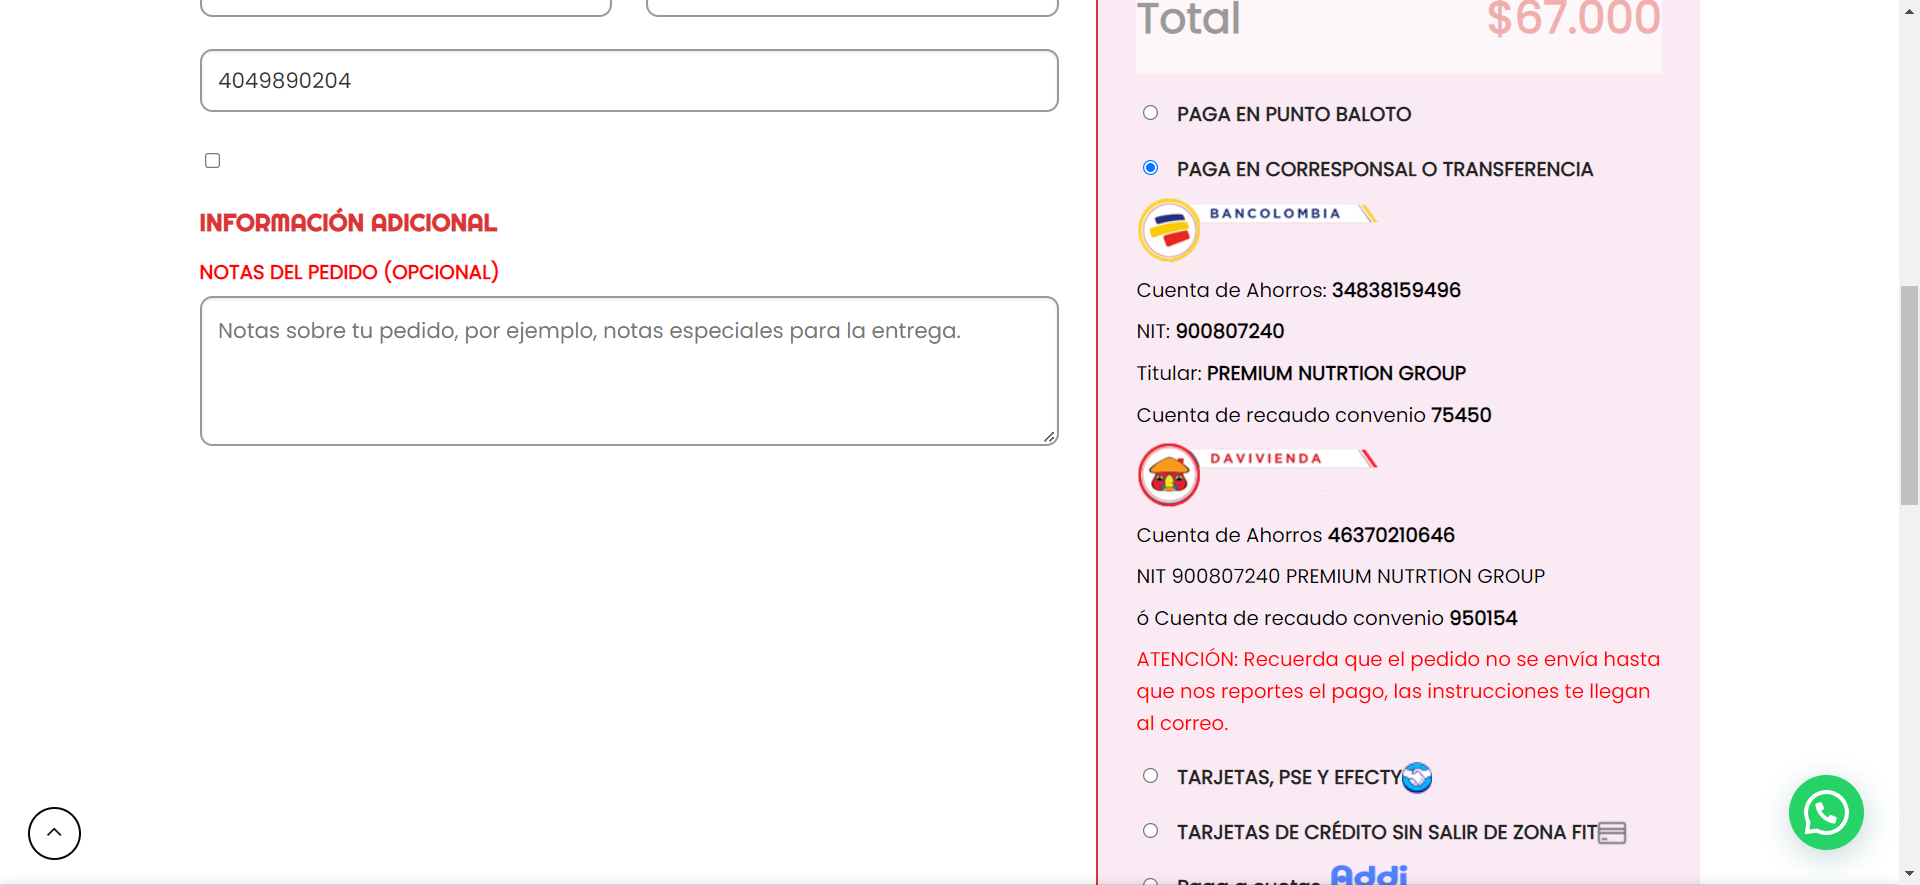 4049890204
INFORMACIÓN ADICIONAL
NOTAS DEL PEDIDO (OPCIONAL)
Notas sobre tu pedido, por ejemplo, notas especiales para la entrega.
Total $67.000
PAGA EN PUNTO BALOTO
PAGA EN CORRESPONSAL O TRANSFERENCIA
BANCOLOMBIA
Cuenta de Ahorros: 34838159496
NIT: 900807240
Titular: PREMIUM NUTRTION GROUP
Cuenta de recaudo convenio 75450
DAVIVIENDA
Cuenta de Ahorros 46370210646
NIT 900807240 PREMIUM NUTRTION GROUP
ó Cuenta de recaudo convenio 950154
ATENCIÓN: Recuerda que el pedido no se envía hasta
que nos reportes el pago, las instrucciones te llegan
al correo.
TARJETAS, PSE Y EFECTY
TARJETAS DE CRÉDITO SIN SALIR DE ZONA FIT
Paga a cuotas Addi